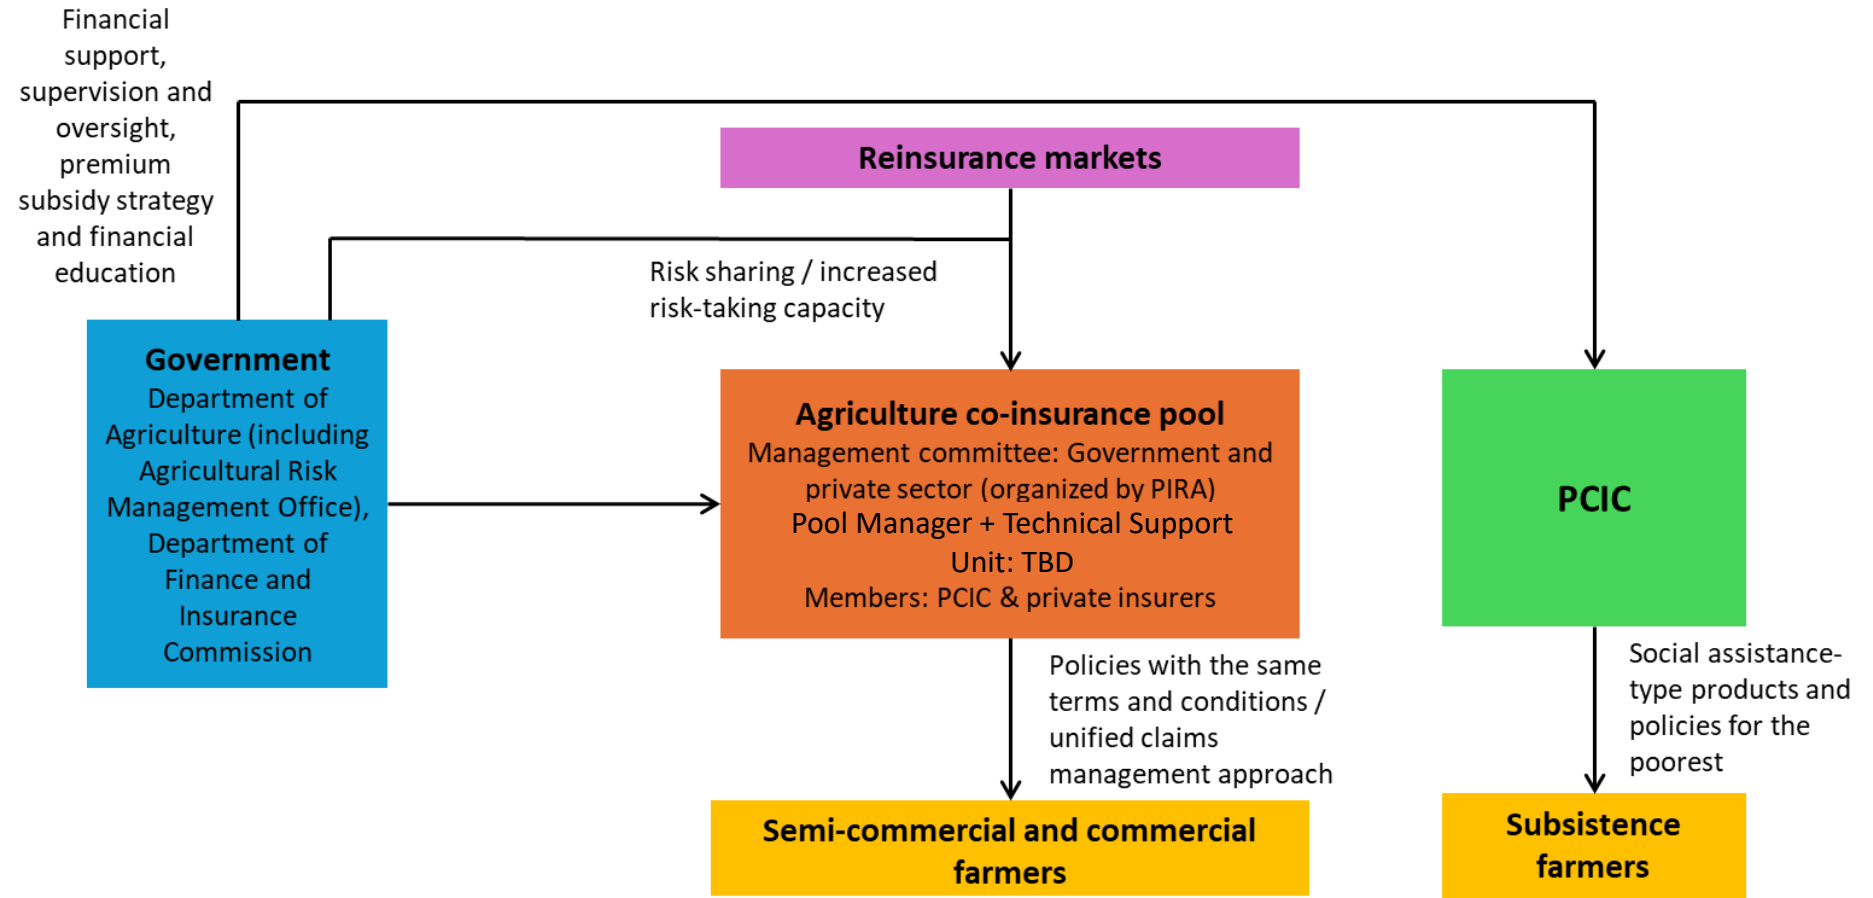 Financial
support,
supervision and
oversight,
premium
subsidy strategy
and financial
education
Reinsurance markets
Risk sharing / increased
risk-taking capacity
Government
Department of
Agriculture (including
Agricultural Risk
Management Office),
Department of
Finance and
Insurance
Commission
Agriculture co-insurance pool
Management committee: Government and
private sector (organized by PIRA)
Pool Manager + Technical Support
Unit: TBD
Members: PCIC & private insurers
PCIC
Policies with the same
terms and conditions /
unified claims
management approach
Social assistance-
type products and
policies for the
poorest
Semi-commercial and commercial
farmers
Subsistence
farmers